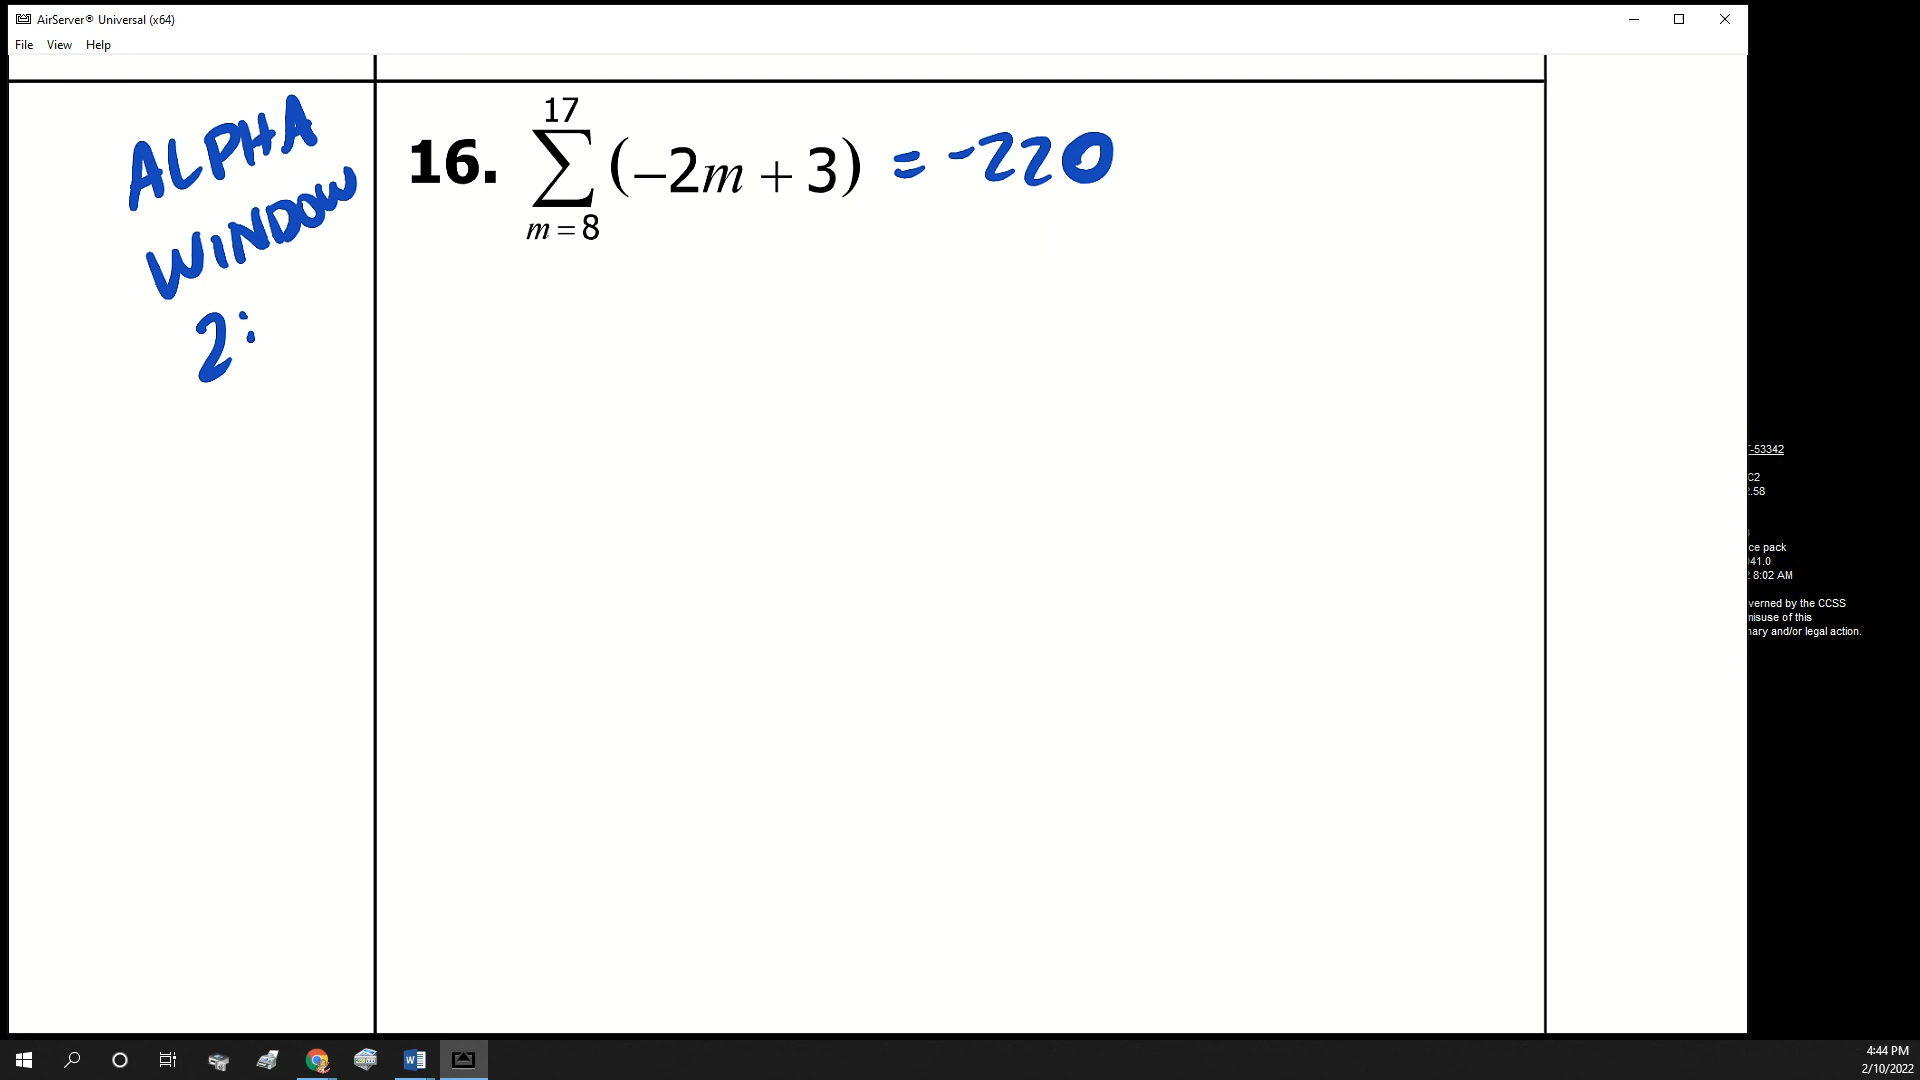 AirServer® Universal (x64)
File View Help
ALPHA
WINDOW
2:
16. 17 ∑ m = 8 (−2m + 3) = -220
-53342
C2
.58
ce pack
041.0
8:02 AM
verned by the CCSS
misuse of this
nary and/or legal action.
4:44 PM
2/10/2022